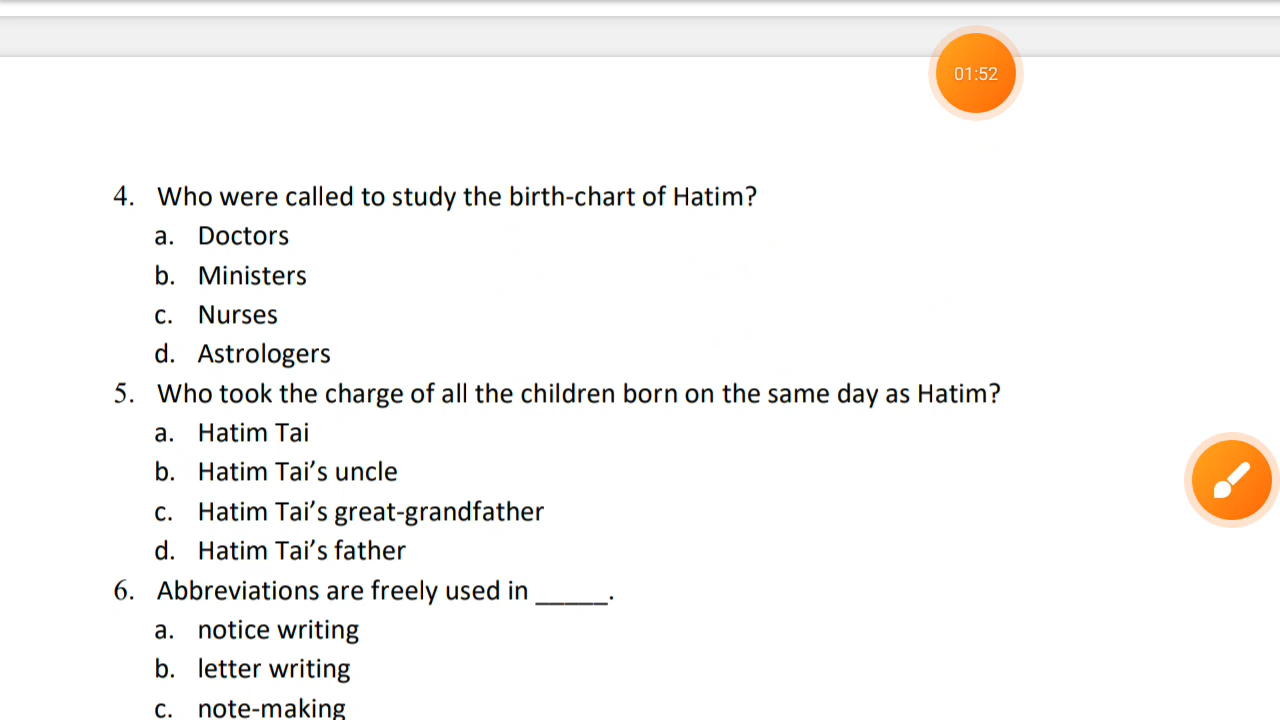 01:52
4. Who were called to study the birth-chart of Hatim?
a. Doctors
b. Ministers
c. Nurses
d. Astrologers
5. Who took the charge of all the children born on the same day as Hatim?
a. Hatim Tai
b. Hatim Tai’s uncle
c. Hatim Tai’s great-grandfather
d. Hatim Tai’s father
6. Abbreviations are freely used in _____.
a. notice writing
b. letter writing
c. note-making